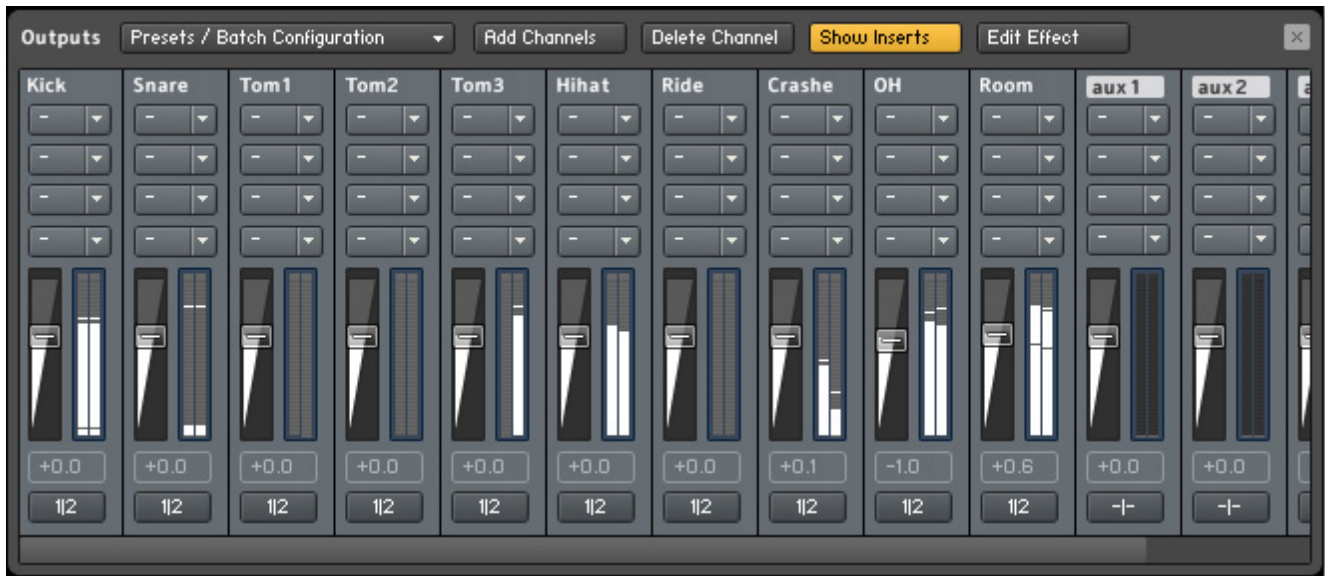 Outputs Presets / Batch Configuration Add Channels Delete Channel Show Inserts Edit Effect
Kick Snare Tom1 Tom2 Tom3 Hihat Ride Crashe OH Room aux1 aux2
- - - - - - - - - - - -
- - - - - - - - - - - -
- - - - - - - - - - - -
- - - - - - - - - - - -
+0.0 +0.0 +0.0 +0.0 +0.0 +0.0 +0.0 +0.1 -1.0 +0.6 +0.0 +0.0
1|2 1|2 1|2 1|2 1|2 1|2 1|2 1|2 1|2 1|2 -|- -|-